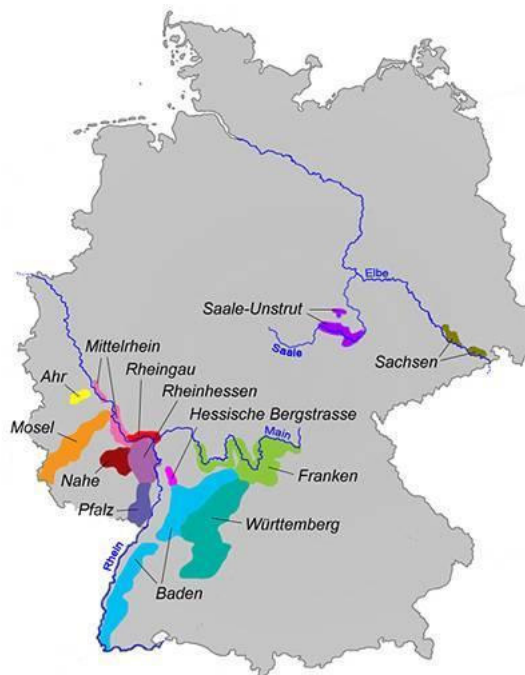 Elbe
Saale-Unstrut
Saale
Sachsen
Mittelrhein
Rheingau
Ahr
Rheinhessen
Hessische Bergstrasse
Mosel
Main
Nahe
Franken
Pfalz
Württemberg
Rhein
Baden